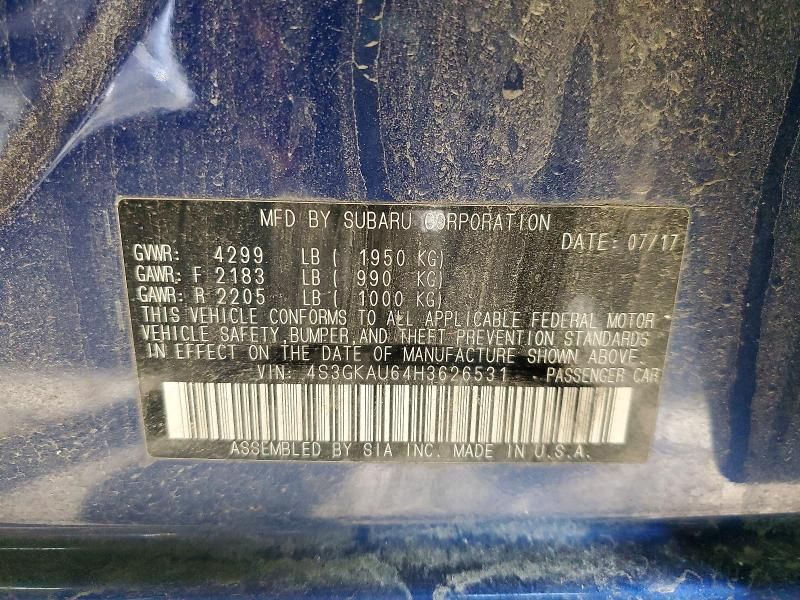 MFD BY SUBARU CORPORATION
DATE: 07/17
GVWR: 4299 LB ( 1950 KG)
GAWR: F 2183 LB ( 990 KG)
GAWR: R 2205 LB ( 1000 KG)
THIS VEHICLE CONFORMS TO ALL APPLICABLE FEDERAL MOTOR
VEHICLE SAFETY, BUMPER, AND THEFT PREVENTION STANDARDS
IN EFFECT ON THE DATE OF MANUFACTURE SHOWN ABOVE.
VIN: 4S3GKAU64H3626531 PASSENGER CAR
ASSEMBLED BY SIA INC. MADE IN U.S.A.